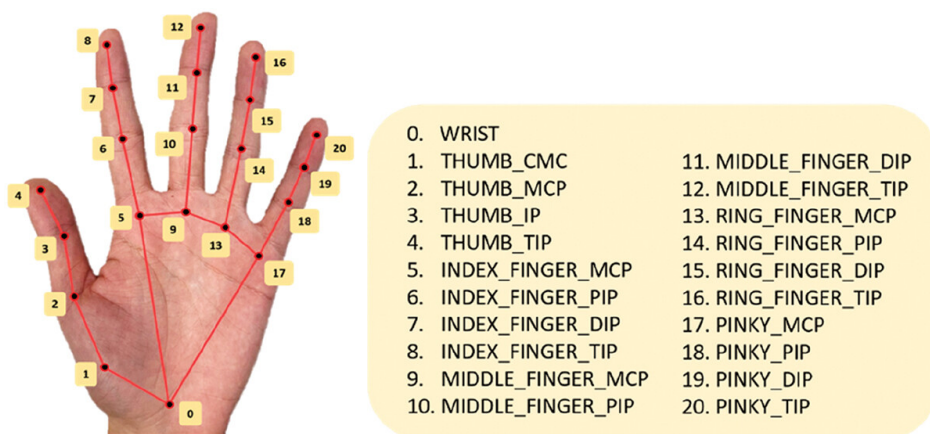 12
8
16
7
11
15
6
10
20
14
19
4
5
9
18
3
13
17
2
1
0
0. WRIST
1. THUMB_CMC
2. THUMB_MCP
3. THUMB_IP
4. THUMB_TIP
5. INDEX_FINGER_MCP
6. INDEX_FINGER_PIP
7. INDEX_FINGER_DIP
8. INDEX_FINGER_TIP
9. MIDDLE_FINGER_MCP
10. MIDDLE_FINGER_PIP
11. MIDDLE_FINGER_DIP
12. MIDDLE_FINGER_TIP
13. RING_FINGER_MCP
14. RING_FINGER_PIP
15. RING_FINGER_DIP
16. RING_FINGER_TIP
17. PINKY_MCP
18. PINKY_PIP
19. PINKY_DIP
20. PINKY_TIP